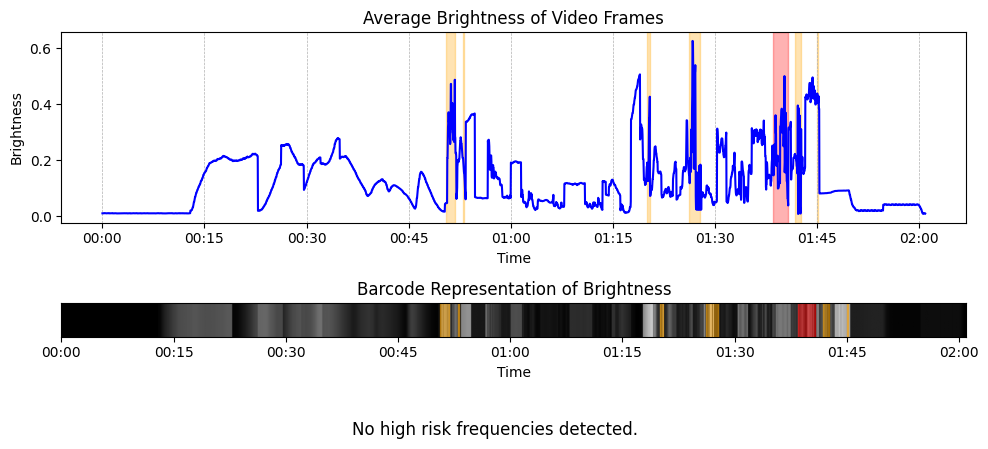 Average Brightness of Video Frames
Brightness
0.6
0.4
0.2
0.0
00:00 00:15 00:30 00:45 01:00 01:15 01:30 01:45 02:00
Time
Barcode Representation of Brightness
00:00 00:15 00:30 00:45 01:00 01:15 01:30 01:45 02:00
Time
No high risk frequencies detected.